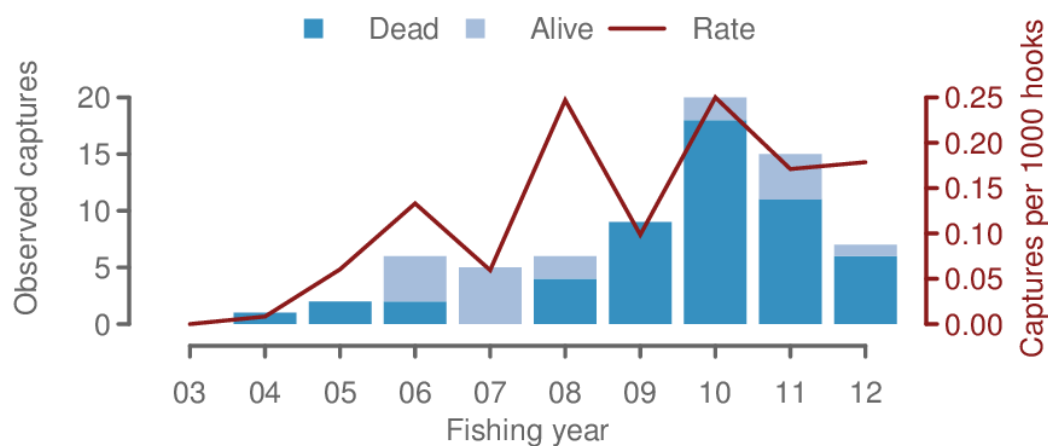 Dead Alive Rate
Observed captures
20
15
10
5
0
0.25
0.20
0.15
0.10
0.05
0.00
Captures per 1000 hooks
03 04 05 06 07 08 09 10 11 12
Fishing year